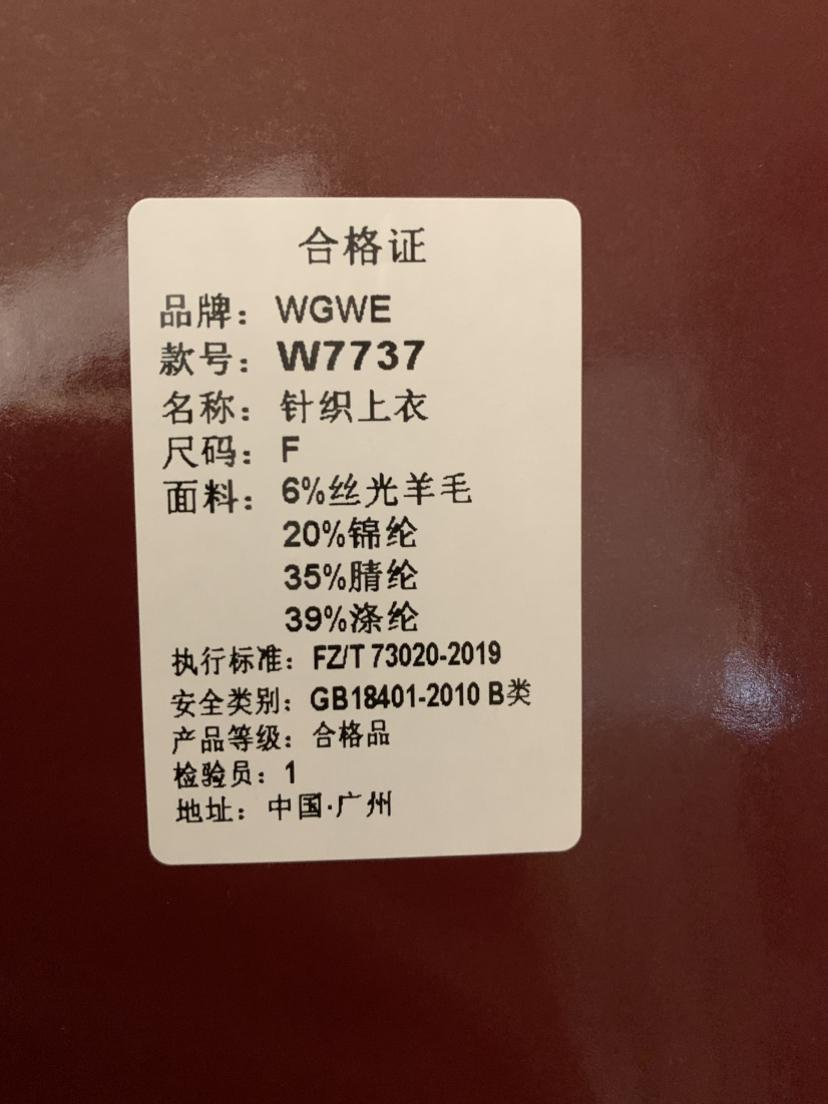 合格证
品牌：WGWE
款号：W7737
名称：针织上衣
尺码：F
面料：6%丝光羊毛
20%锦纶
35%腈纶
39%涤纶
执行标准：FZ/T 73020-2019
安全类别：GB18401-2010 B类
产品等级：合格品
检验员：1
地址：中国·广州